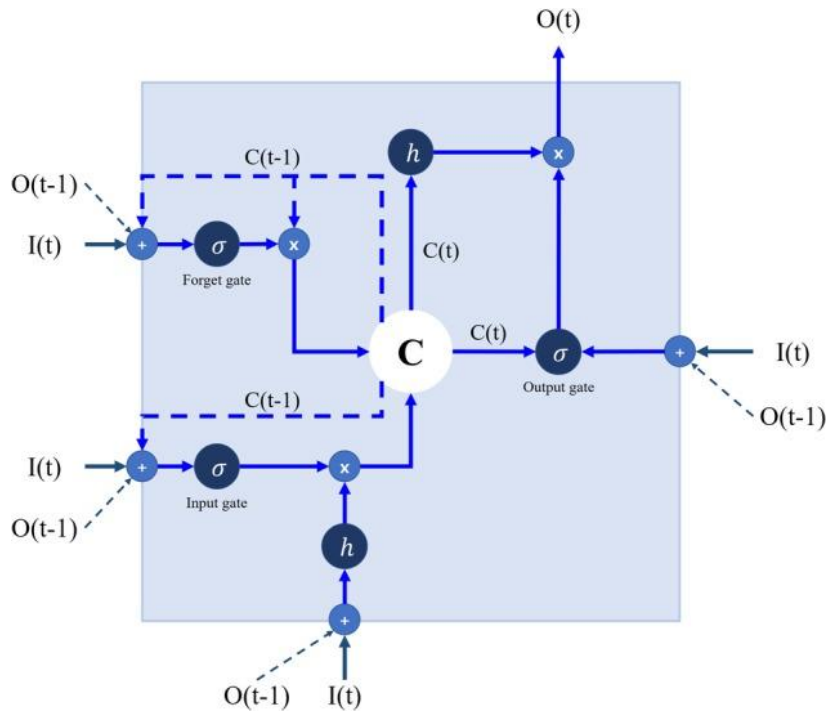 O(t)
h
x
C(t-1)
O(t-1)
I(t)
+
σ
x
Forget gate
C(t)
C
C(t)
σ
Output gate
+
I(t)
O(t-1)
C(t-1)
I(t)
+
σ
x
Input gate
O(t-1)
h
+
O(t-1)
I(t)